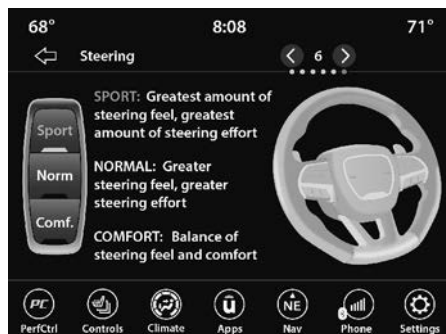 68° 8:08 71°
Steering 6
SPORT: Greatest amount of
steering feel, greatest
amount of steering effort
Sport
NORMAL: Greater
steering feel, greater
steering effort
Norm
COMFORT: Balance of
steering feel and comfort
Comf.
PC NE
PerfCtrl Controls Climate Apps Nav Phone Settings